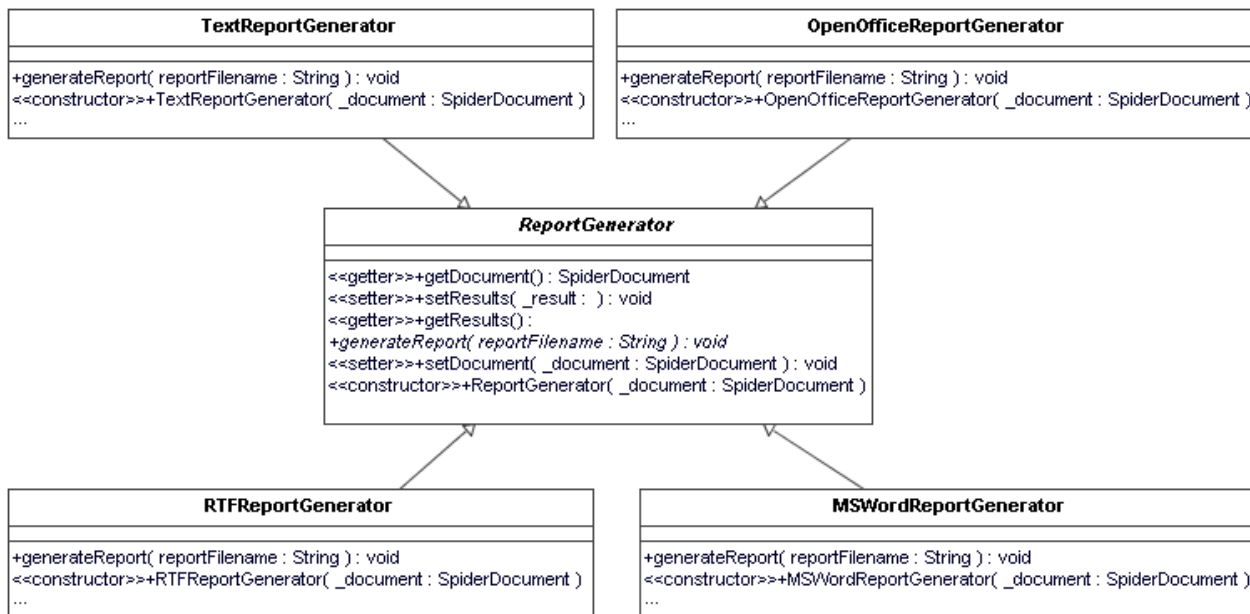 TextReportGenerator
+generateReport( reportFilename : String ) : void
<<constructor>>+TextReportGenerator( _document : SpiderDocument )
...
OpenOfficeReportGenerator
+generateReport( reportFilename : String ) : void
<<constructor>>+OpenOfficeReportGenerator( _document : SpiderDocument )
...
ReportGenerator
<<getter>>+getDocument() : SpiderDocument
<<setter>>+setResults( _result :  ) : void
<<getter>>+getResults() :
+generateReport( reportFilename : String ) : void
<<setter>>+setDocument( _document : SpiderDocument ) : void
<<constructor>>+ReportGenerator( _document : SpiderDocument )
RTFReportGenerator
+generateReport( reportFilename : String ) : void
<<constructor>>+RTFReportGenerator( _document : SpiderDocument )
...
MSWordReportGenerator
+generateReport( reportFilename : String ) : void
<<constructor>>+MSWordReportGenerator( _document : SpiderDocument )
...